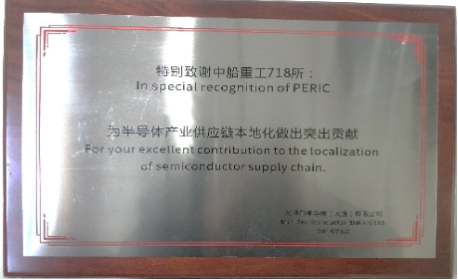 特别致谢中船重工718所：
In special recognition of PERIC
为半导体产业供应链本地化做出突出贡献
For your excellent contribution to the localization
of semiconductor supply chain.